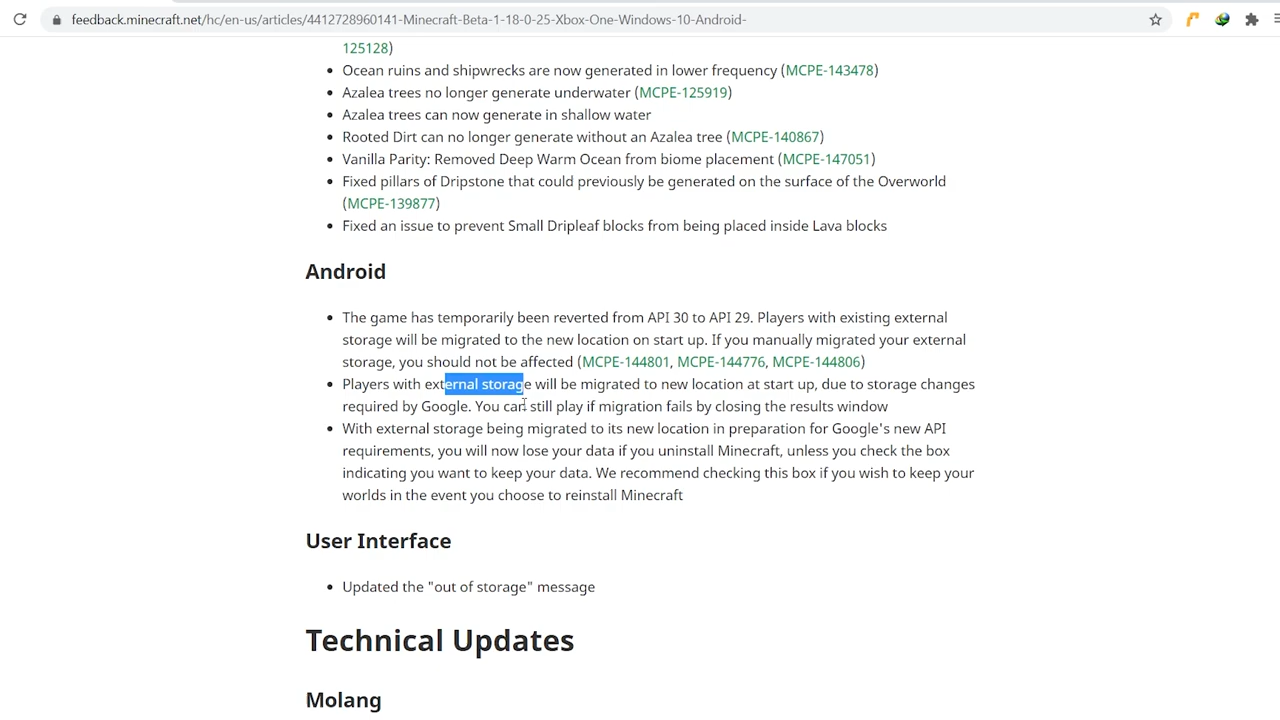 feedback.minecraft.net/hc/en-us/articles/4412728960141-Minecraft-Beta-1-18-0-25-Xbox-One-Windows-10-Android-
125128)
Ocean ruins and shipwrecks are now generated in lower frequency (MCPE-143478)
Azalea trees no longer generate underwater (MCPE-125919)
Azalea trees can now generate in shallow water
Rooted Dirt can no longer generate without an Azalea tree (MCPE-140867)
Vanilla Parity: Removed Deep Warm Ocean from biome placement (MCPE-147051)
Fixed pillars of Dripstone that could previously be generated on the surface of the Overworld
(MCPE-139877)
Fixed an issue to prevent Small Dripleaf blocks from being placed inside Lava blocks
Android
The game has temporarily been reverted from API 30 to API 29. Players with existing external
storage will be migrated to the new location on start up. If you manually migrated your external
storage, you should not be affected (MCPE-144801, MCPE-144776, MCPE-144806)
Players with external storage will be migrated to new location at start up, due to storage changes
required by Google. You can still play if migration fails by closing the results window
With external storage being migrated to its new location in preparation for Google's new API
requirements, you will now lose your data if you uninstall Minecraft, unless you check the box
indicating you want to keep your data. We recommend checking this box if you wish to keep your
worlds in the event you choose to reinstall Minecraft
User Interface
Updated the "out of storage" message
Technical Updates
Molang